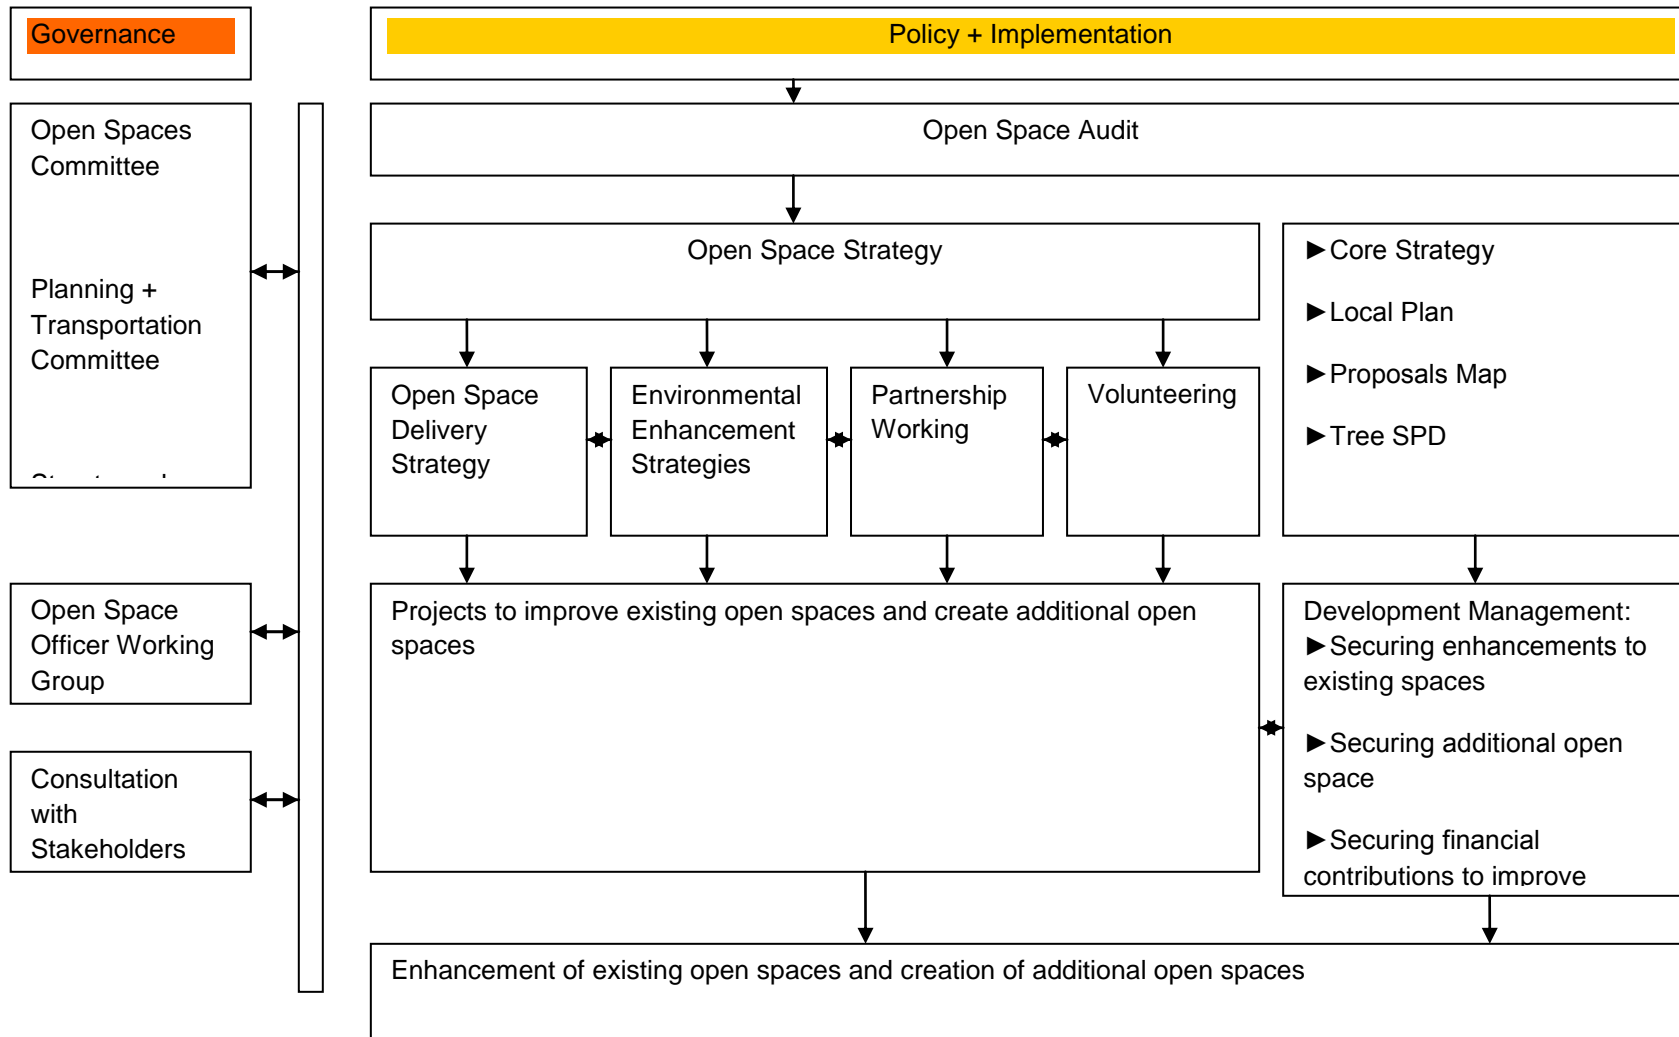 Governance
Policy + Implementation
Open Spaces
Committee
Planning +
Transportation
Committee
Open Space Officer Working
Group
Consultation
with
Stakeholders
Open Space Audit
Open Space Strategy
►Core Strategy
►Local Plan
►Proposals Map
►Tree SPD
Open Space
Delivery
Strategy
Environmental
Enhancement
Strategies
Partnership
Working
Volunteering
Projects to improve existing open spaces and create additional open
spaces
Development Management:
►Securing enhancements to
existing spaces
►Securing additional open
space
►Securing financial
contributions to improve
Enhancement of existing open spaces and creation of additional open spaces